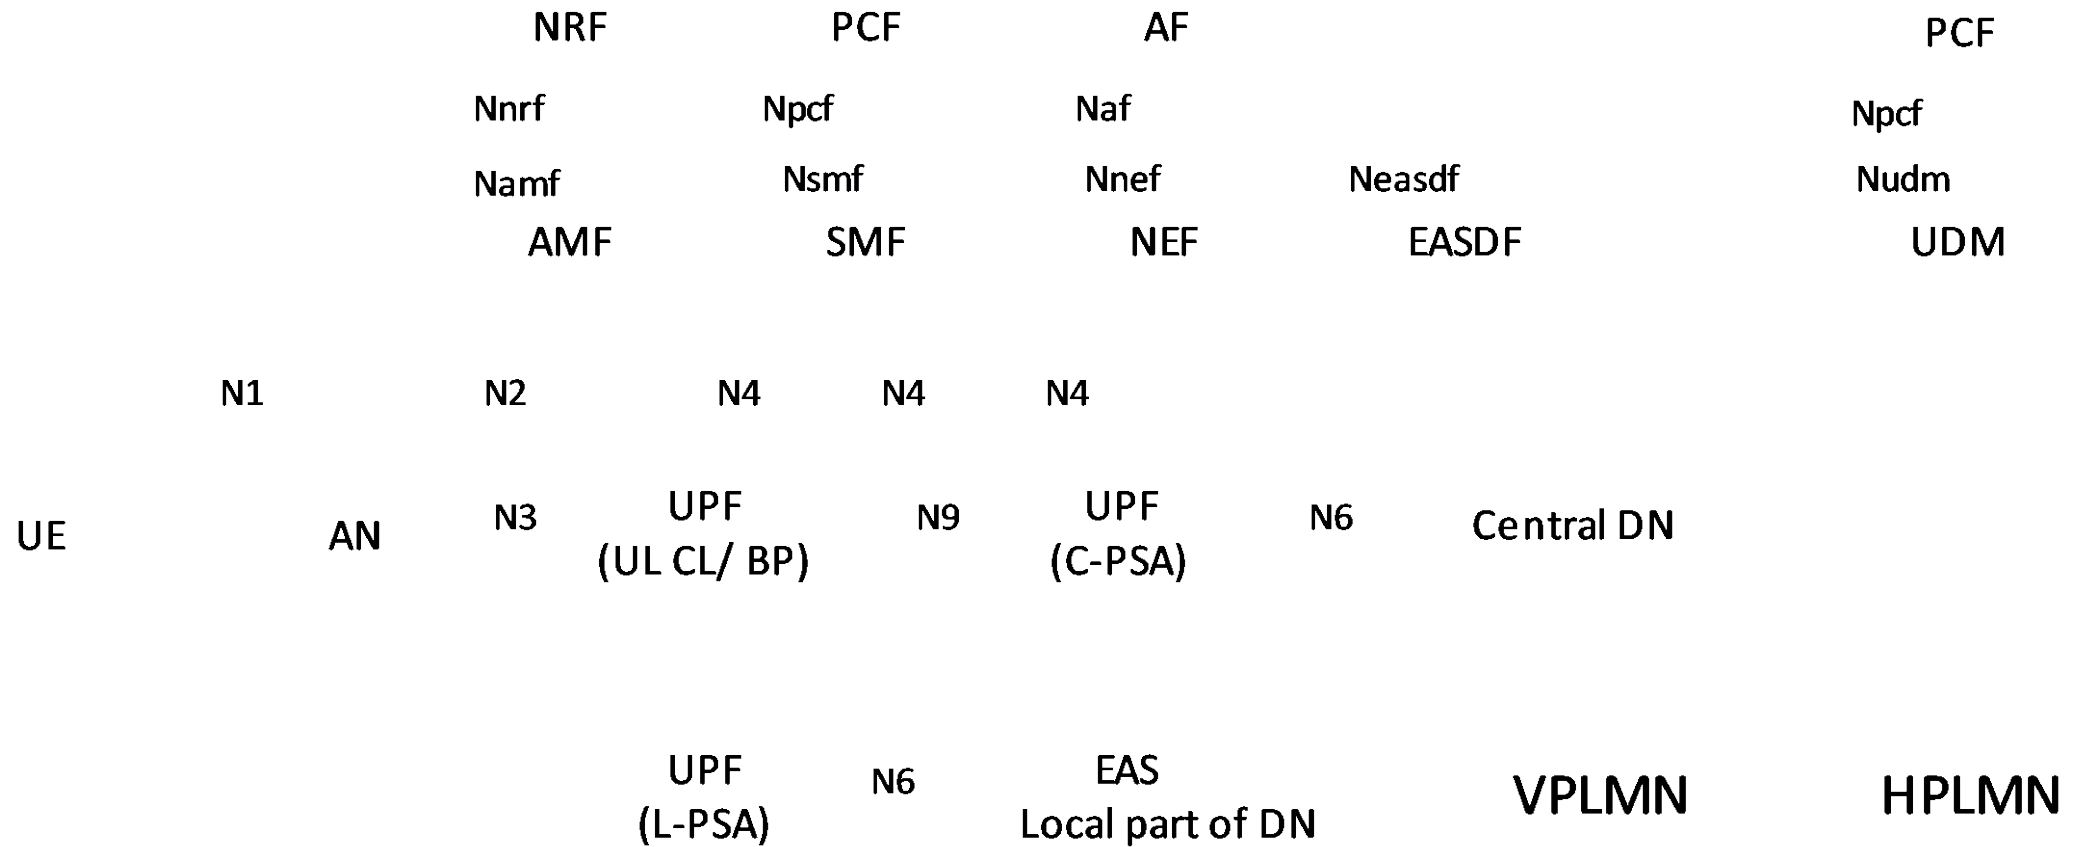 NRF PCF AF PCF
Nnrf Npcf Naf Npcf
Namf Nsmf Nnef Neasdf Nudm
AMF SMF NEF EASDF UDM
N1 N2 N4 N4 N4
UE AN N3 UPF N9 UPF N6 Central DN
(UL CL/ BP) (C-PSA)
UPF N6 EAS VPLMN HPLMN
(L-PSA) Local part of DN